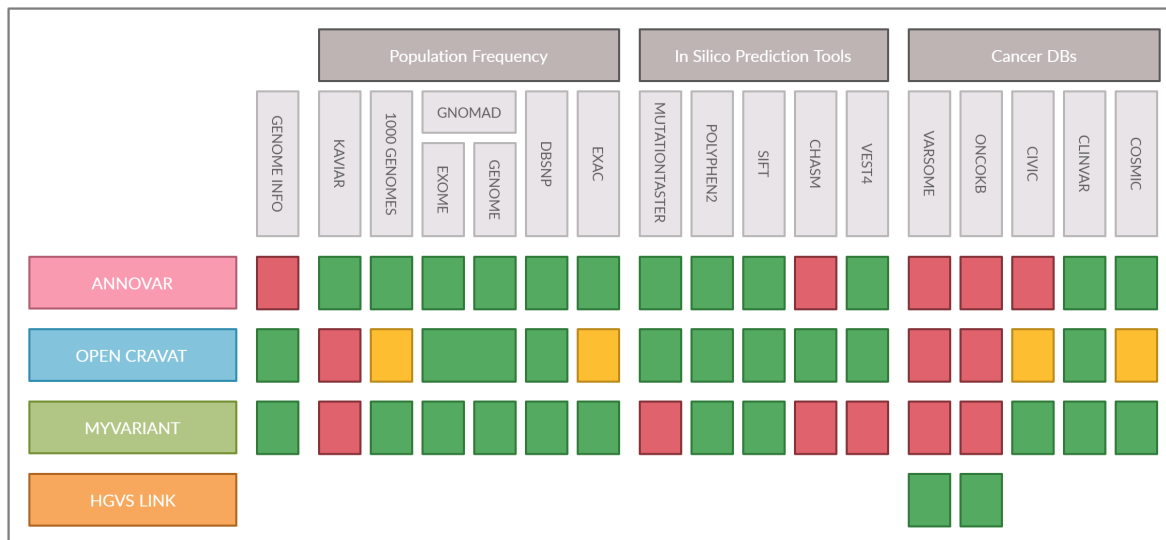 Population Frequency
In Silico Prediction Tools
Cancer DBs
GENOME INFO
KAVIAR
1000 GENOMES
GNOMAD
EXOME
GENOME
DBSNP
EXAC
MUTATIONTASTER
POLYPHEN2
SIFT
CHASM
VEST4
VARSOME
ONCOKB
CIVIC
CLINVAR
COSMIC
ANNOVAR
OPEN CRAVAT
MYVARIANT
HGVS LINK